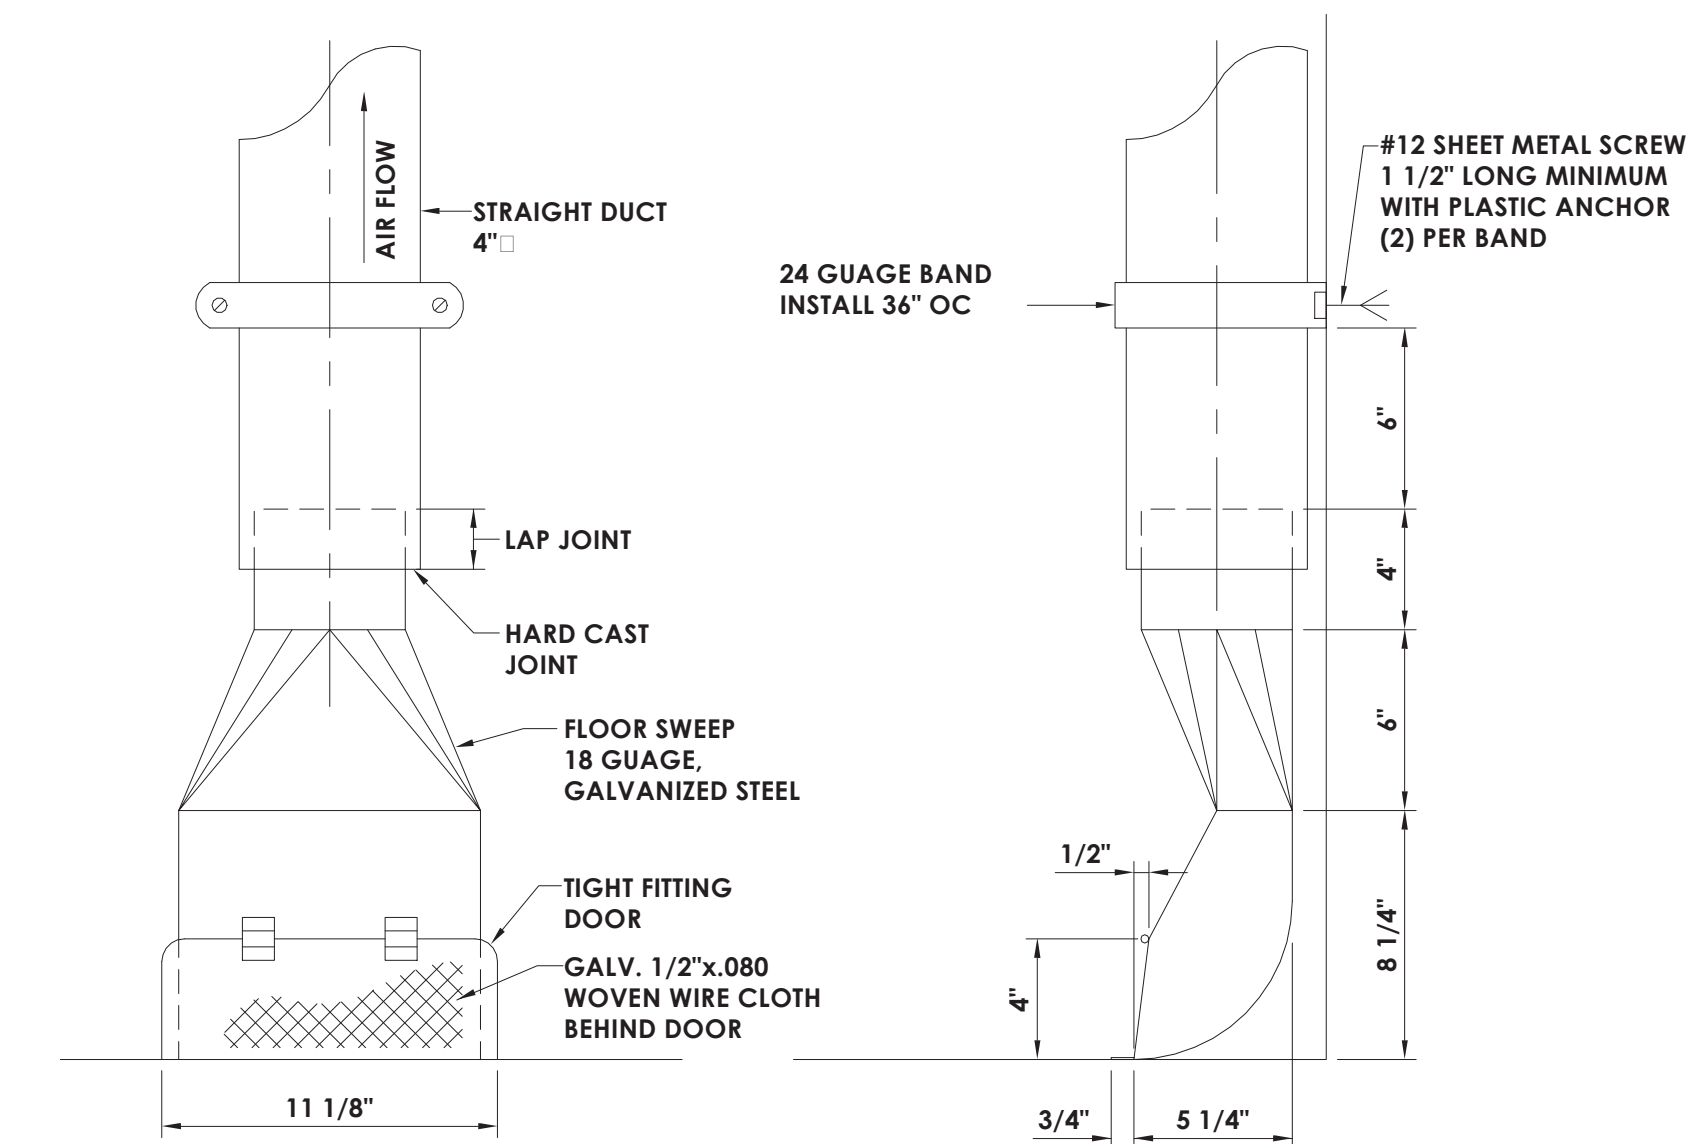 AIR FLOW
STRAIGHT DUCT
4"□
LAP JOINT
HARD CAST
JOINT
FLOOR SWEEP
18 GUAGE,
GALVANIZED STEEL
TIGHT FITTING
DOOR
GALV. 1/2"x.080
WOVEN WIRE CLOTH
BEHIND DOOR
11 1/8"
24 GUAGE BAND
INSTALL 36" OC
#12 SHEET METAL SCREW
1 1/2" LONG MINIMUM
WITH PLASTIC ANCHOR
(2) PER BAND
6"
4"
6"
1/2"
8 1/4"
4"
3/4"
5 1/4"